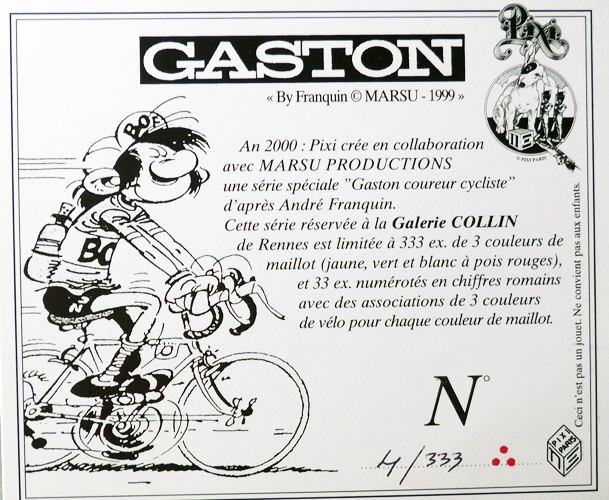 GASTON
« By Franquin © MARSU - 1999 »
Pixi
© PIXI PARIS
An 2000 : Pixi crée en collaboration
avec MARSU PRODUCTIONS
une série spéciale "Gaston coureur cycliste"
d'après André Franquin.
Cette série réservée à la Galerie COLLIN
de Rennes est limitée à 333 ex. de 3 couleurs de
maillot (jaune, vert et blanc à pois rouges),
et 33 ex. numérotés en chiffres romains
avec des associations de 3 couleurs
de vélo pour chaque couleur de maillot.
BO
BO
N
N°
/333
Ceci n'est pas un jouet. Ne convient pas aux enfants.
PIXI
PARIS